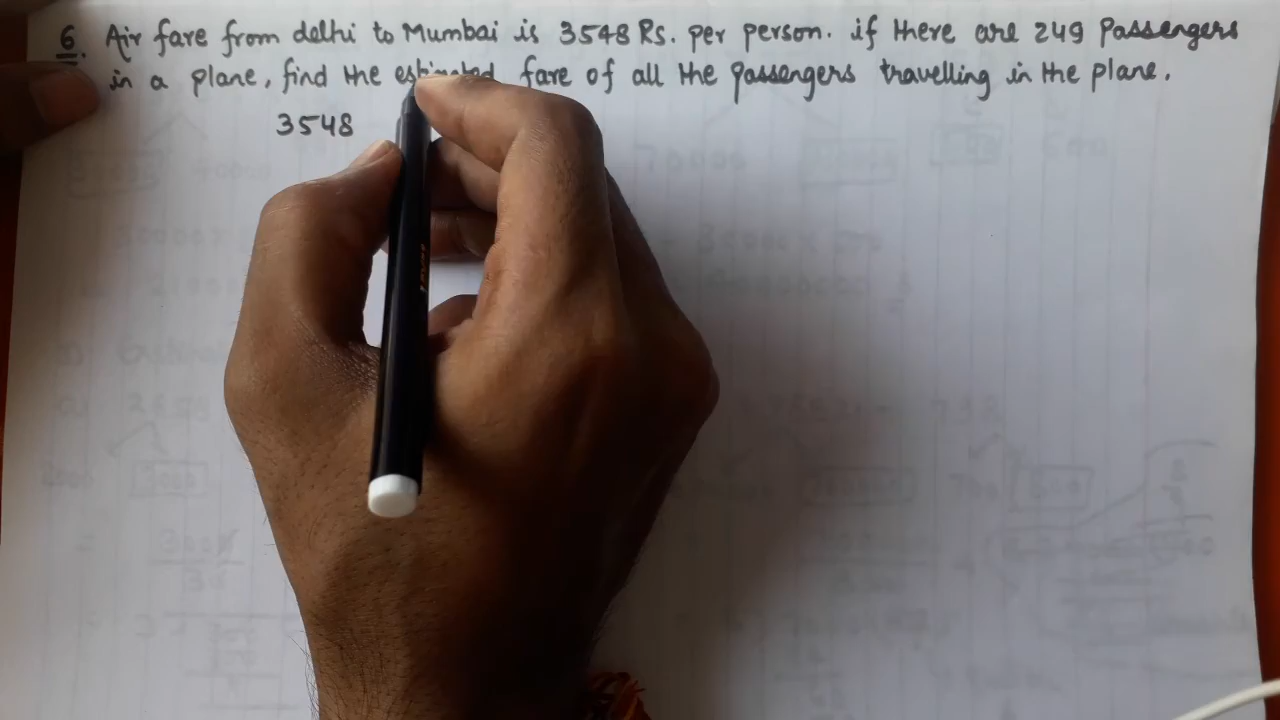 6. Air fare from delhi to Mumbai is 3548 Rs. per person. if there are 249 Passengers
in a plane, find the estimated fare of all the passengers travelling in the plane.
3548